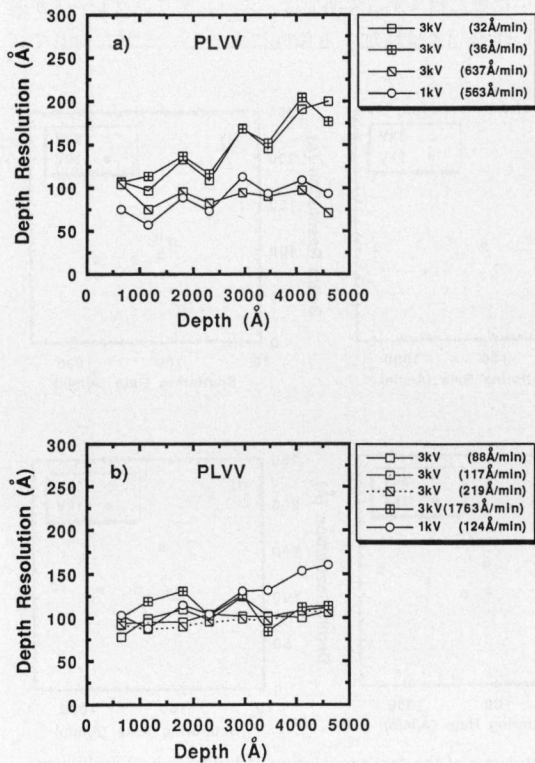 a) PLVV
3kV (32Å/min)
3kV (36Å/min)
3kV (637Å/min)
1kV (563Å/min)
Depth Resolution (Å)
300
250
200
150
100
50
0
0 1000 2000 3000 4000 5000
Depth (Å)
b) PLVV
3kV (88Å/min)
3kV (117Å/min)
3kV (219Å/min)
3kV(1763Å/min)
1kV (124Å/min)
Depth Resolution (Å)
300
250
200
150
100
50
0
0 1000 2000 3000 4000 5000
Depth (Å)